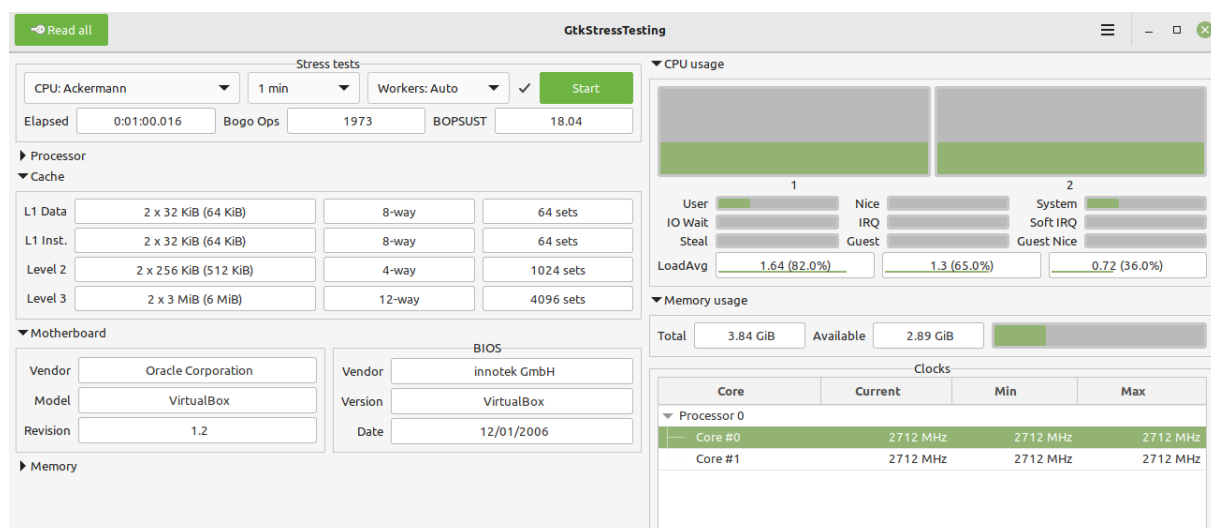 Read all
GtkStressTesting
Stress tests
CPU: Ackermann 1 min Workers: Auto Start
Elapsed 0:01:00.016 Bogo Ops 1973 BOPSUST 18.04
Processor
Cache
L1 Data 2 x 32 KiB (64 KiB) 8-way 64 sets
L1 Inst. 2 x 32 KiB (64 KiB) 8-way 64 sets
Level 2 2 x 256 KiB (512 KiB) 4-way 1024 sets
Level 3 2 x 3 MiB (6 MiB) 12-way 4096 sets
Motherboard
Vendor Oracle Corporation
Model VirtualBox
Revision 1.2
BIOS
Vendor innotek GmbH
Version VirtualBox
Date 12/01/2006
Memory
CPU usage
1 2
User Nice System
IO Wait IRQ Soft IRQ
Steal Guest Guest Nice
LoadAvg 1.64 (82.0%) 1.3 (65.0%) 0.72 (36.0%)
Memory usage
Total 3.84 GiB Available 2.89 GiB
Clocks
Core Current Min Max
Processor 0
Core #0 2712 MHz 2712 MHz 2712 MHz
Core #1 2712 MHz 2712 MHz 2712 MHz